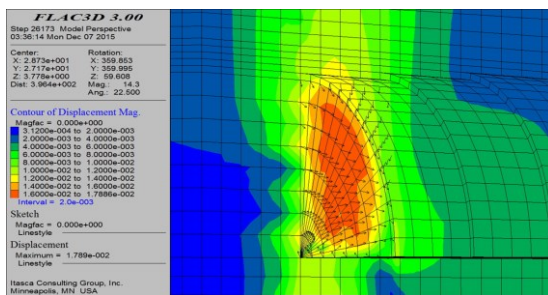 FLAC3D 3.00
Step 26173 Model Perspective
03:36:14 Mon Dec 07 2015
Center: Rotation:
X: 2.873e+001 X: 359.853
Y: 2.717e+001 Y: 359.995
Z: 3.778e+000 Z: 59.608
Dist: 3.964e+002 Mag.: 14.3
Ang.: 22.500
Contour of Displacement Mag.
Magfac = 0.000e+000
3.1200e-004 to 2.0000e-003
2.0000e-003 to 4.0000e-003
4.0000e-003 to 6.0000e-003
6.0000e-003 to 8.0000e-003
8.0000e-003 to 1.0000e-002
1.0000e-002 to 1.2000e-002
1.2000e-002 to 1.4000e-002
1.4000e-002 to 1.6000e-002
1.6000e-002 to 1.7886e-002
Interval = 2.0e-003
Sketch
Magfac = 0.000e+000
Linestyle
Displacement
Maximum = 1.789e-002
Linestyle
Itasca Consulting Group, Inc.
Minneapolis, MN USA